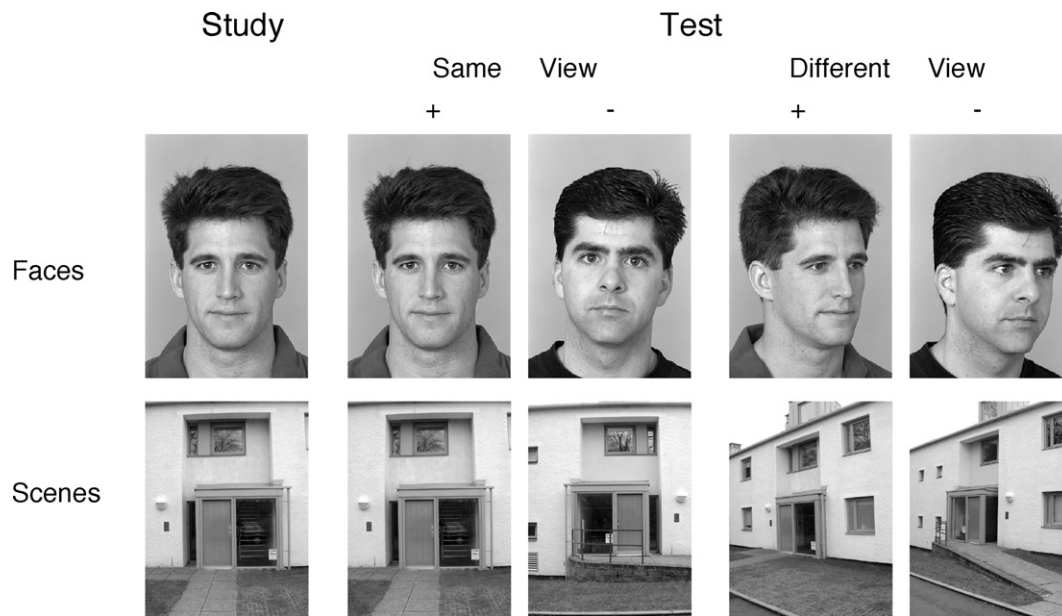 Study Test
Same View Different View
+ - + -
Faces
Scenes